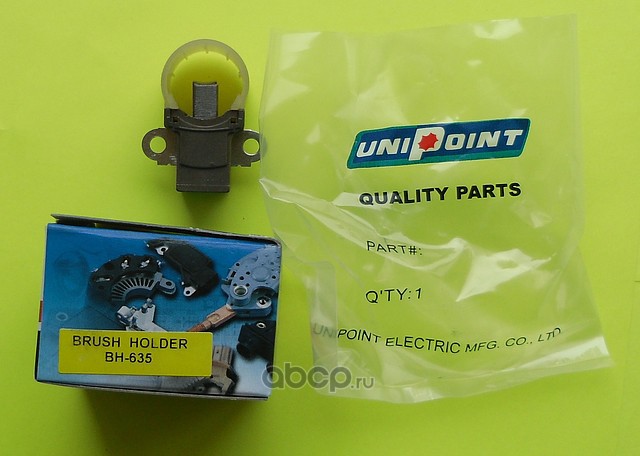 UNIPOINT
QUALITY PARTS
PART#:
Q'TY:1
UNIPOINT ELECTRIC MFG. CO., LTD
BRUSH HOLDER
BH-635
abcp.ru